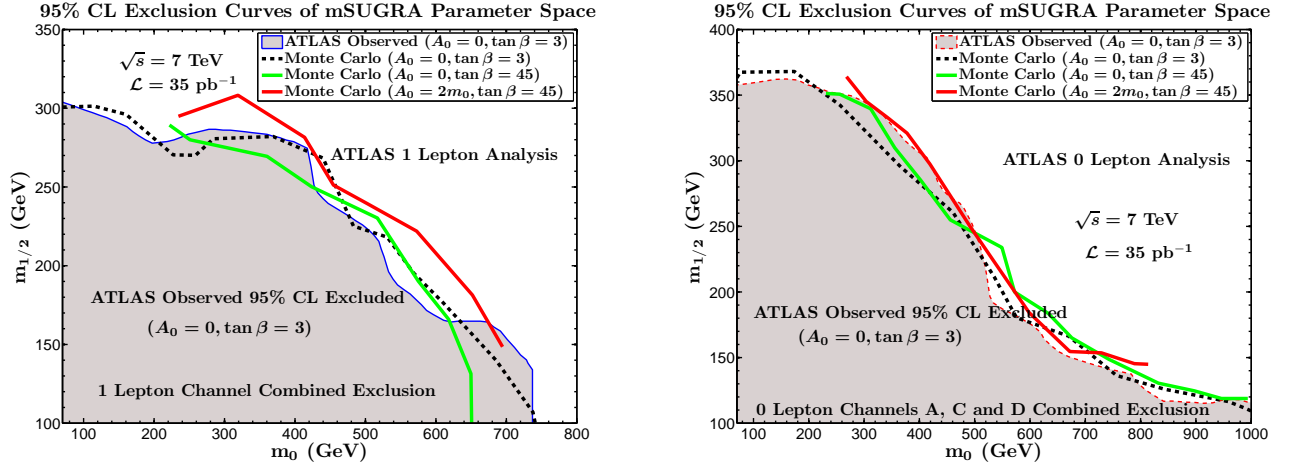 95% CL Exclusion Curves of mSUGRA Parameter Space
350
300
250
200
150
100
m₁/₂ (GeV)
√s = 7 TeV
𝓛 = 35 pb⁻¹
ATLAS Observed (A₀ = 0, tan β = 3)
Monte Carlo (A₀ = 0, tan β = 3)
Monte Carlo (A₀ = 0, tan β = 45)
Monte Carlo (A₀ = 2m₀, tan β = 45)
ATLAS 1 Lepton Analysis
ATLAS Observed 95% CL Excluded
(A₀ = 0, tan β = 3)
1 Lepton Channel Combined Exclusion
100 200 300 400 500 600 700 800
m₀ (GeV)
95% CL Exclusion Curves of mSUGRA Parameter Space
400
350
300
250
200
150
100
m₁/₂ (GeV)
ATLAS Observed (A₀ = 0, tan β = 3)
Monte Carlo (A₀ = 0, tan β = 3)
Monte Carlo (A₀ = 0, tan β = 45)
Monte Carlo (A₀ = 2m₀, tan β = 45)
ATLAS 0 Lepton Analysis
√s = 7 TeV
𝓛 = 35 pb⁻¹
ATLAS Observed 95% CL Excluded
(A₀ = 0, tan β = 3)
0 Lepton Channels A, C and D Combined Exclusion
100 200 300 400 500 600 700 800 900 1000
m₀ (GeV)